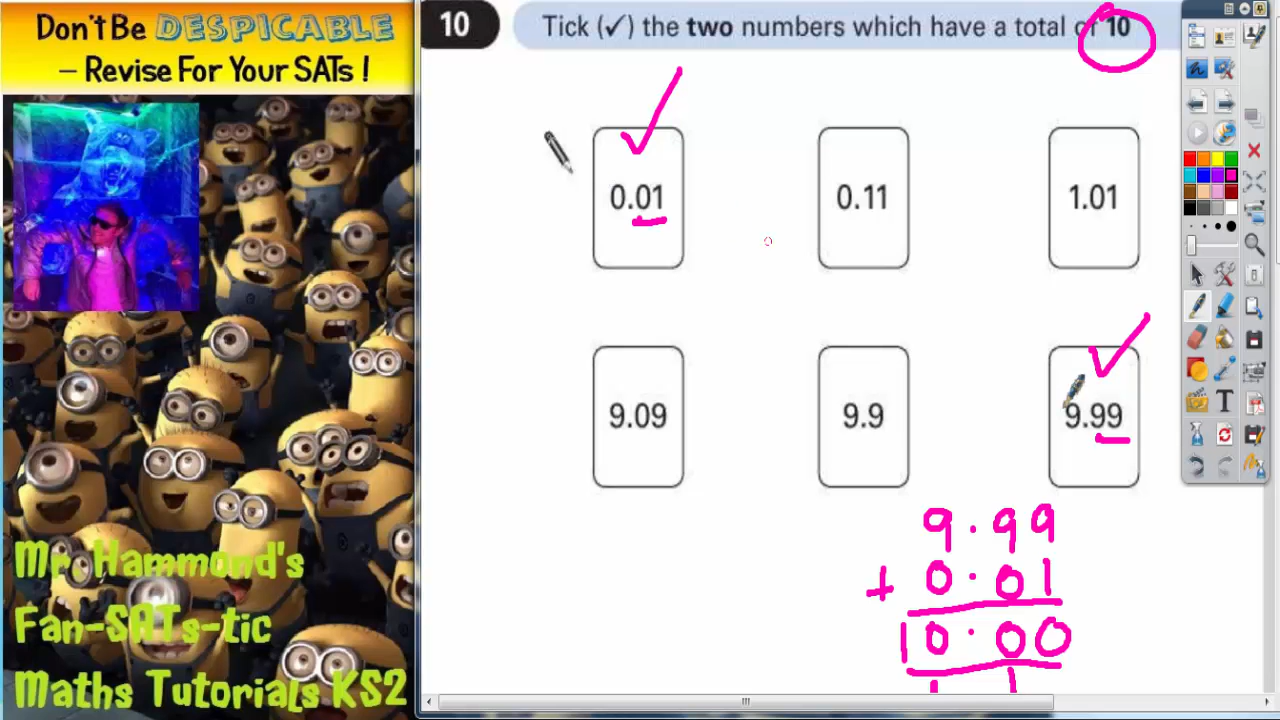 Don't Be DESPICABLE
– Revise For Your SATs !
10 Tick (✓) the two numbers which have a total of 10
0.01 0.11 1.01
9.09 9.9 9.99
9.99
+ 0.01
10.00
1 1
Mr Hammond's
Fan-SATs-tic
Maths Tutorials KS2